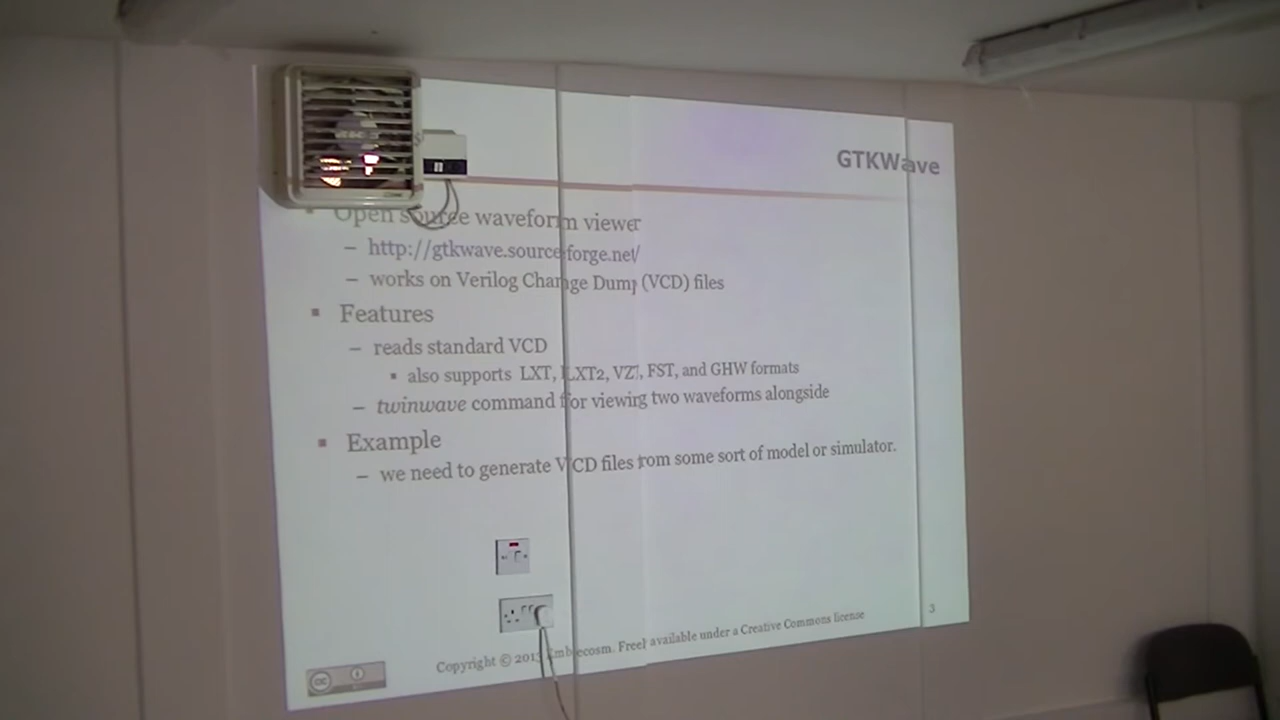 GTKWave
Open source waveform viewer
– http://gtkwave.sourceforge.net/
– works on Verilog Change Dump (VCD) files
▪ Features
– reads standard VCD
▪ also supports LXT, LXT2, VZT, FST, and GHW formats
– twinwave command for viewing two waveforms alongside
▪ Example
– we need to generate VCD files from some sort of model or simulator.
3
Copyright © 2013 Embecosm. Freely available under a Creative Commons license
cc